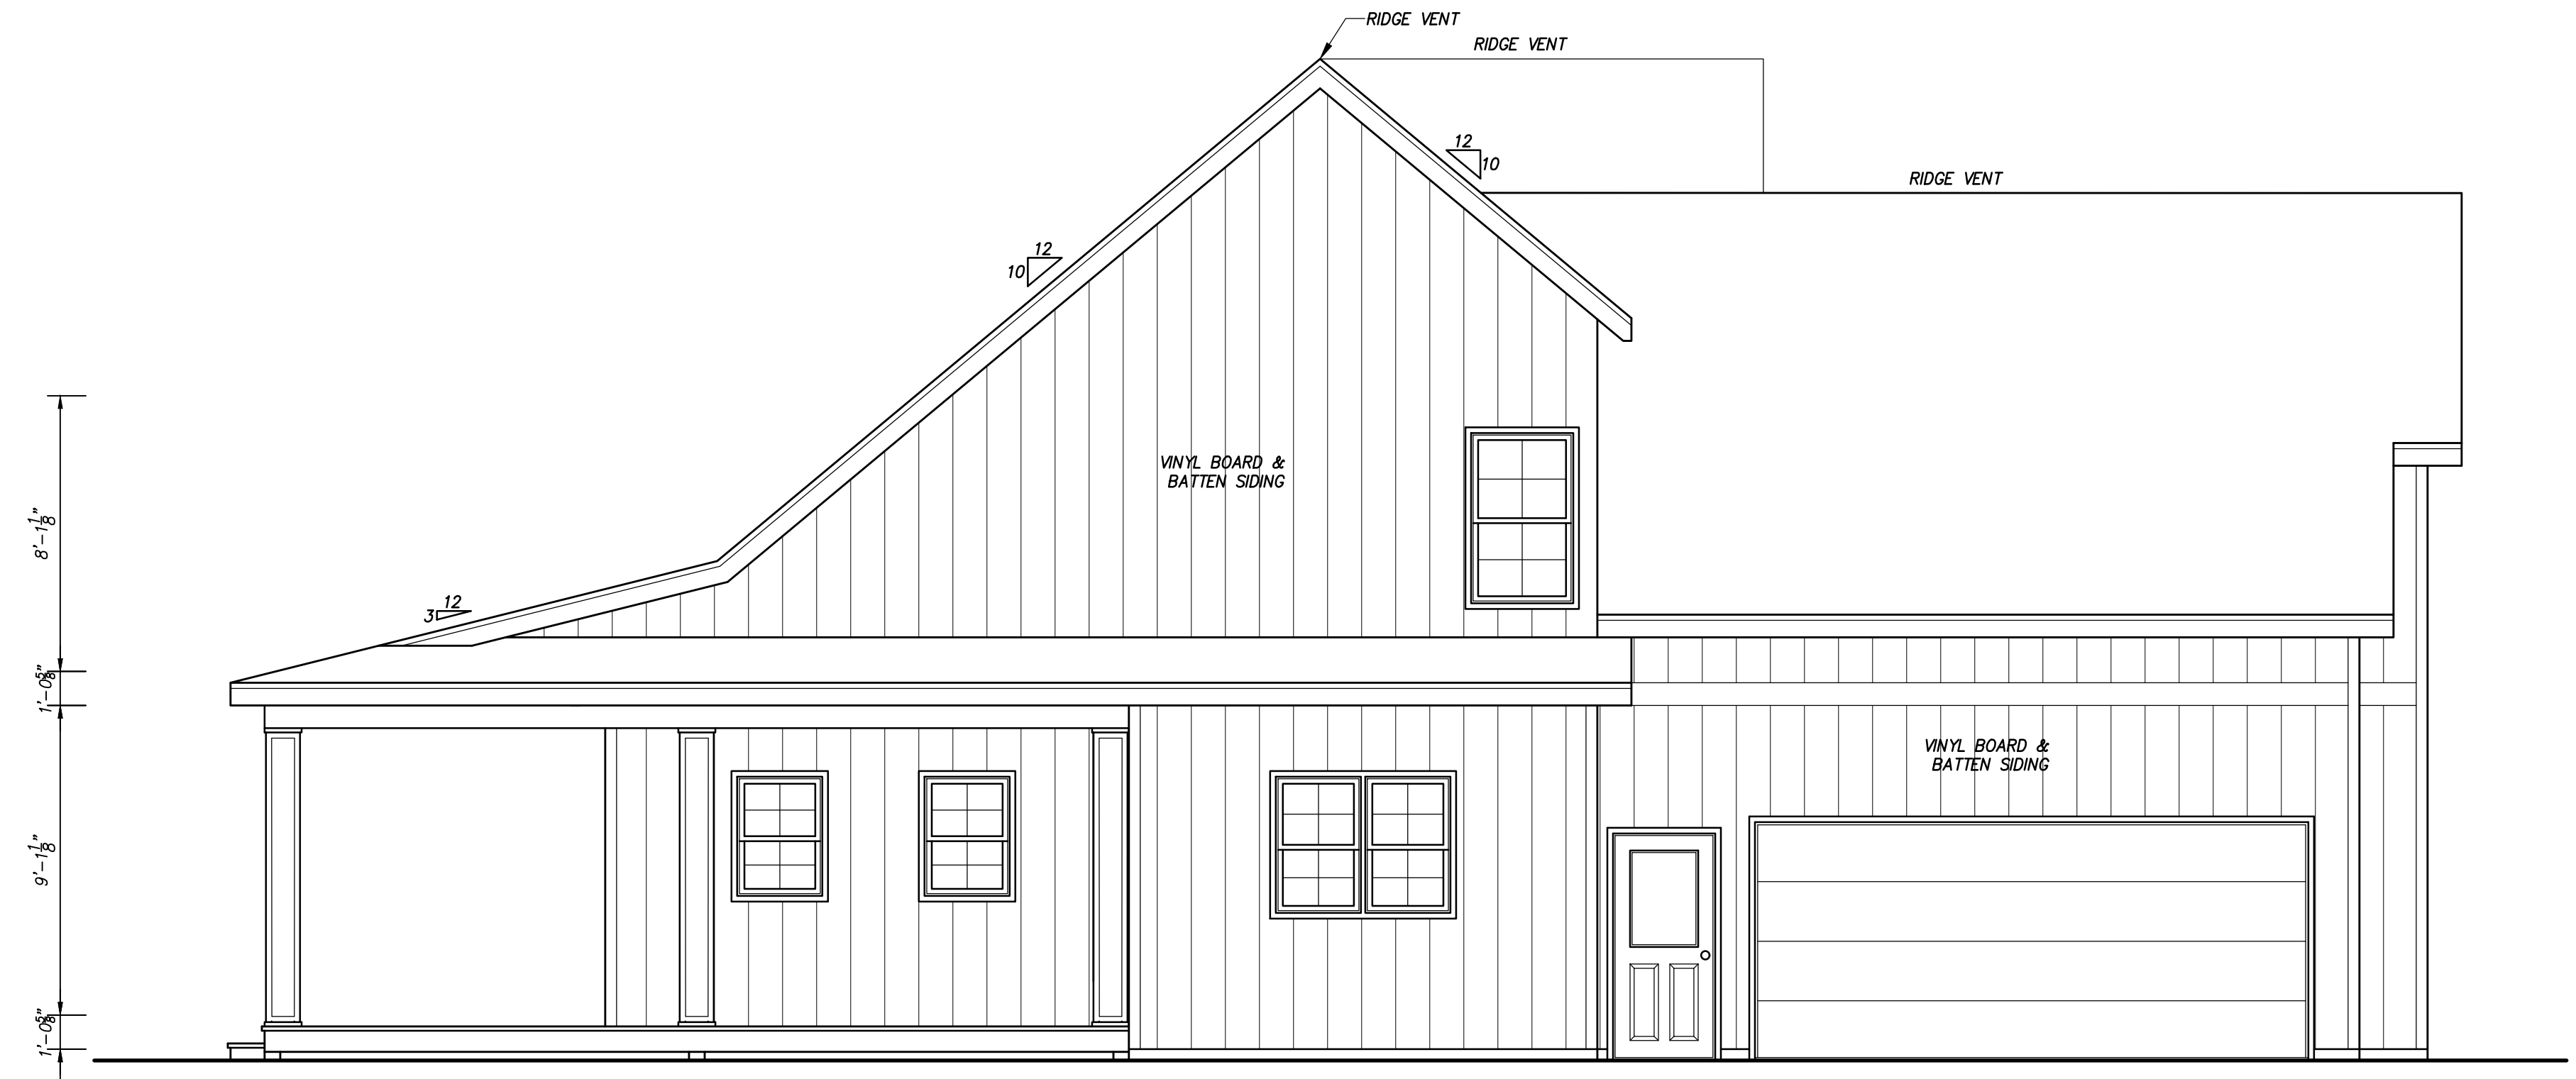 RIDGE VENT
RIDGE VENT
12
10
RIDGE VENT
12
10
VINYL BOARD &
BATTEN SIDING
8'-1 1/8"
12
3
1'-0 5/8"
VINYL BOARD &
BATTEN SIDING
9'-1 1/8"
1'-0 5/8"